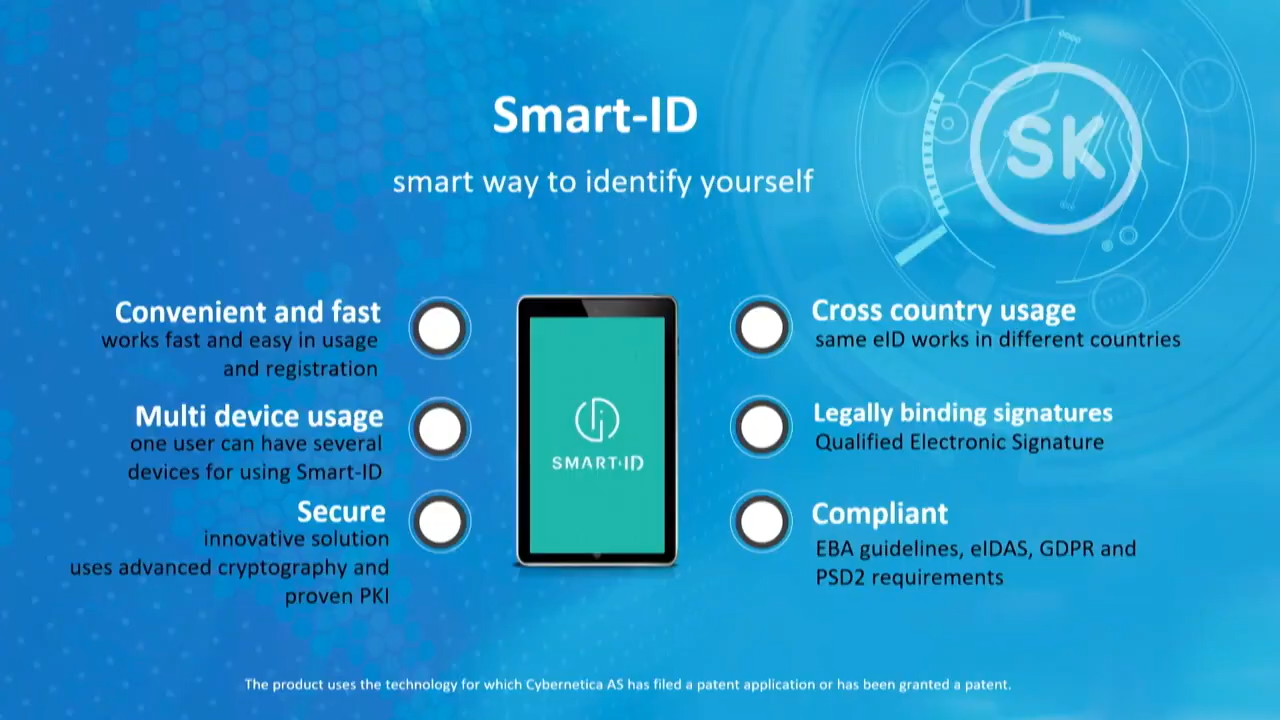 SK
Smart-ID
smart way to identify yourself
Convenient and fast
works fast and easy in usage
and registration
Multi device usage
one user can have several
devices for using Smart-ID
Secure
innovative solution
uses advanced cryptography and
proven PKI
SMART-ID
Cross country usage
same eID works in different countries
Legally binding signatures
Qualified Electronic Signature
Compliant
EBA guidelines, eIDAS, GDPR and
PSD2 requirements
The product uses the technology for which Cybernetica AS has filed a patent application or has been granted a patent.